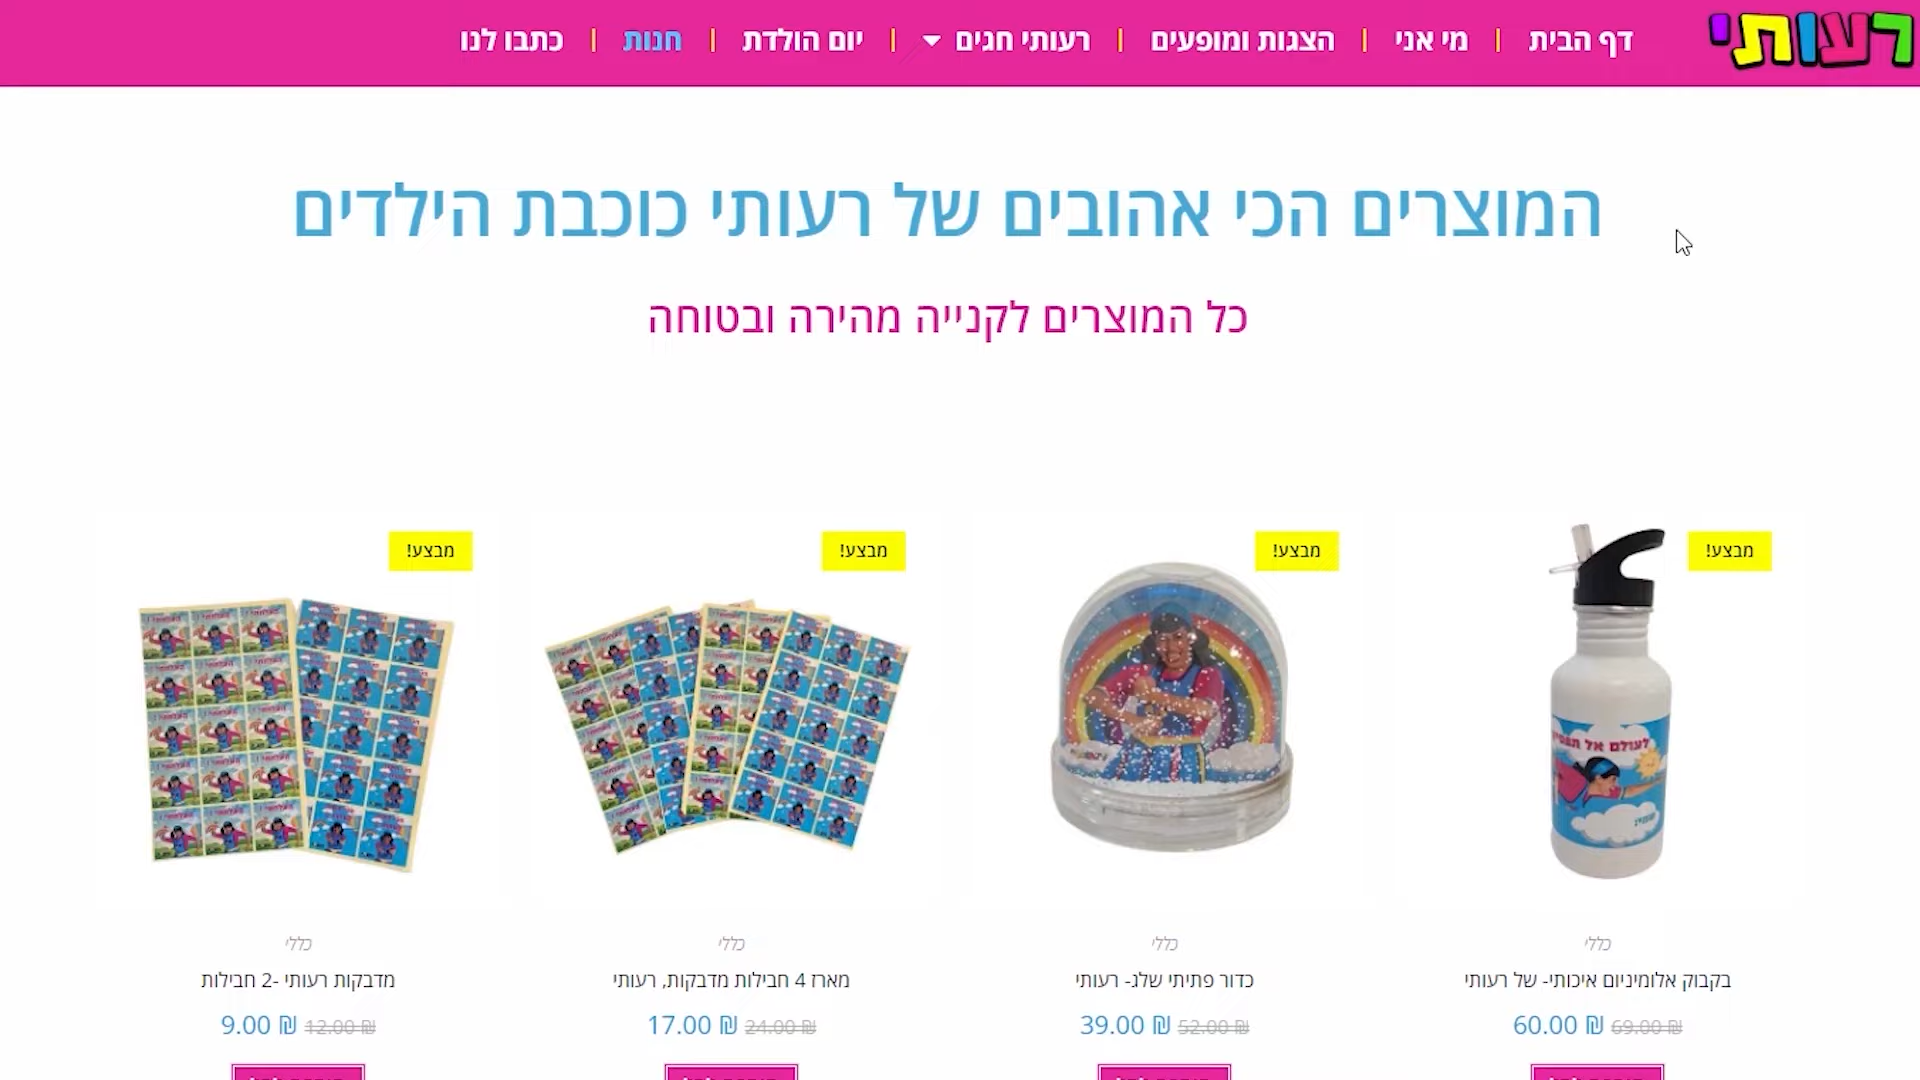 רעותי
דף הבית
מי אני
הצגות ומופעים
רעותי חגים
יום הולדת
חנות
כתבו לנו
המוצרים הכי אהובים של רעותי כוכבת הילדים
כל המוצרים לקנייה מהירה ובטוחה
מבצע!
מבצע!
מבצע!
מבצע!
לעולם אל
כללי
בקבוק אלומיניום איכותי- של רעותי
69.00 ₪ 60.00 ₪
כללי
כדור פתיתי שלג- רעותי
52.00 ₪ 39.00 ₪
כללי
מארז 4 חבילות מדבקות, רעותי
24.00 ₪ 17.00 ₪
כללי
מדבקות רעותי -2 חבילות
12.00 ₪ 9.00 ₪